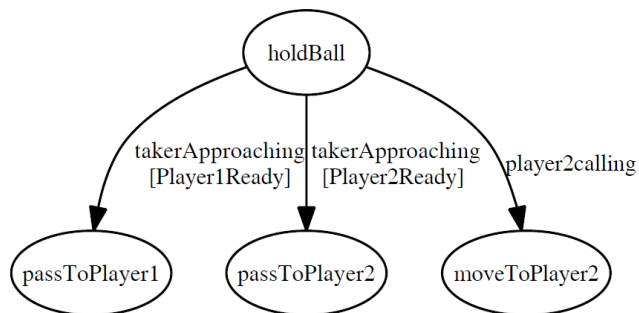 holdBall
takerApproaching
[Player1Ready]
takerApproaching
[Player2Ready]
player2calling
passToPlayer1
passToPlayer2
moveToPlayer2